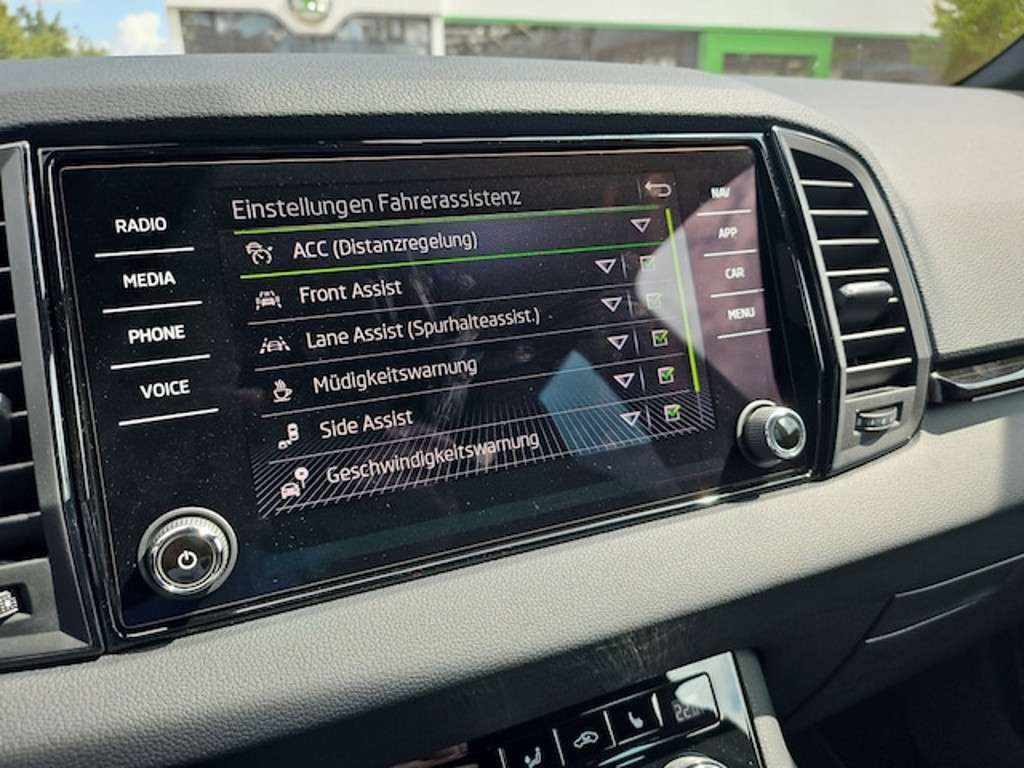 Einstellungen Fahrerassistenz
RADIO
MEDIA
PHONE
VOICE
ACC (Distanzregelung)
Front Assist
Lane Assist (Spurhalteassist.)
Müdigkeitswarnung
Side Assist
Geschwindigkeitswarnung
NAV
APP
CAR
MENU